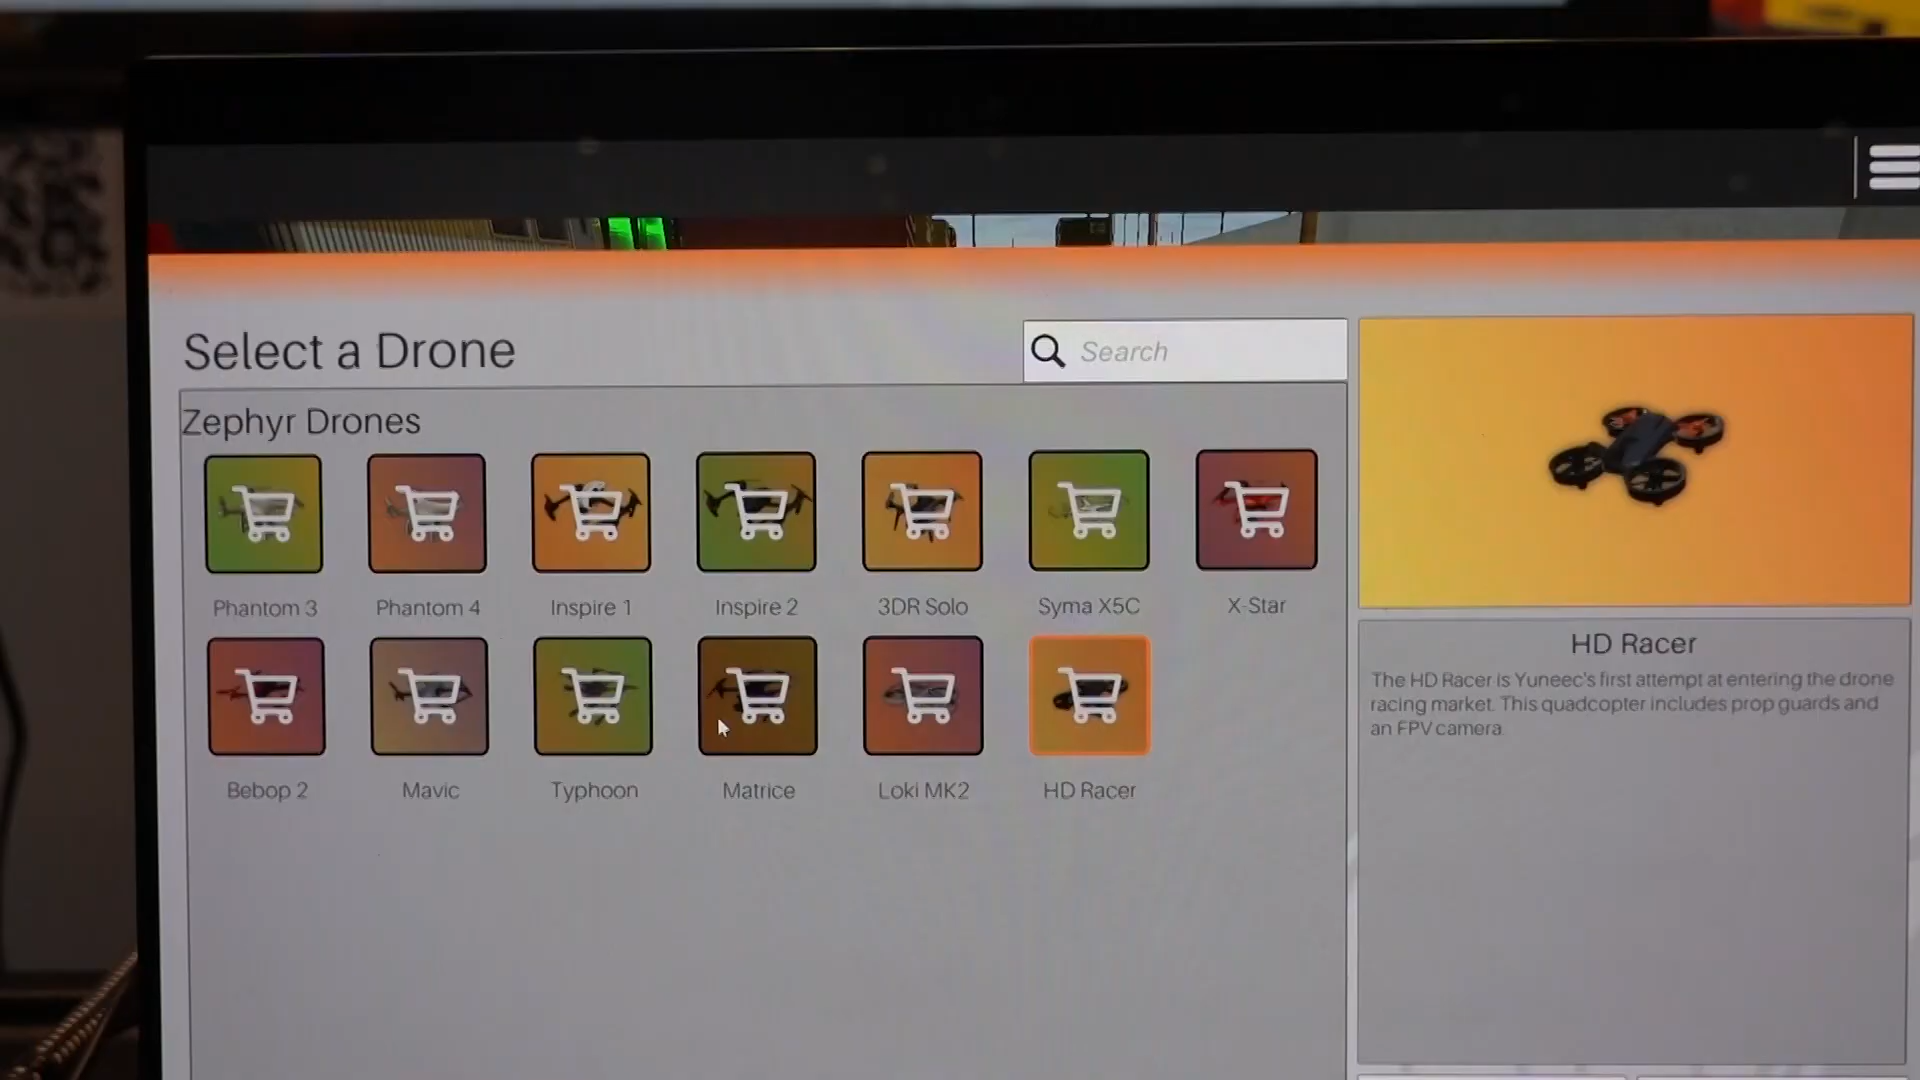 Select a Drone
Search
Zephyr Drones
Phantom 3
Phantom 4
Inspire 1
Inspire 2
3DR Solo
Syma X5C
X-Star
Bebop 2
Mavic
Typhoon
Matrice
Loki MK2
HD Racer
HD Racer
The HD Racer is Yuneec's first attempt at entering the drone
racing market. This quadcopter includes prop guards and
an FPV camera.